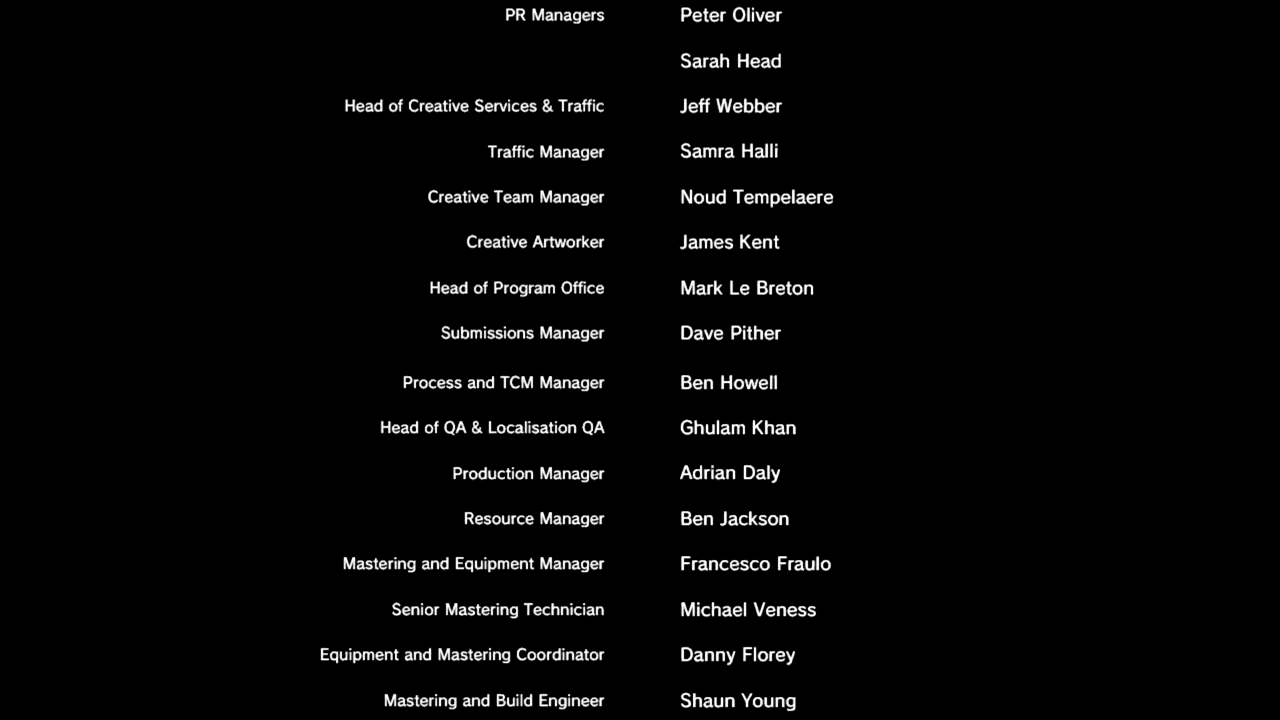 PR Managers Peter Oliver
Sarah Head
Head of Creative Services & Traffic Jeff Webber
Traffic Manager Samra Halli
Creative Team Manager Noud Tempelaere
Creative Artworker James Kent
Head of Program Office Mark Le Breton
Submissions Manager Dave Pither
Process and TCM Manager Ben Howell
Head of QA & Localisation QA Ghulam Khan
Production Manager Adrian Daly
Resource Manager Ben Jackson
Mastering and Equipment Manager Francesco Fraulo
Senior Mastering Technician Michael Veness
Equipment and Mastering Coordinator Danny Florey
Mastering and Build Engineer Shaun Young